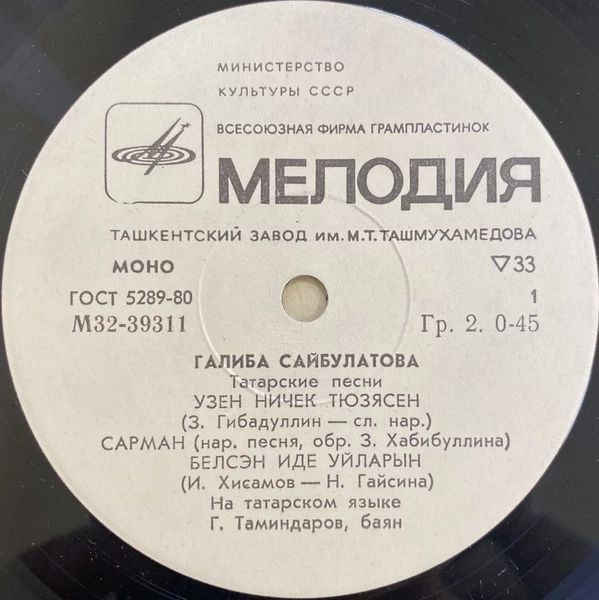 МИНИСТЕРСТВО
КУЛЬТУРЫ СССР
ВСЕСОЮЗНАЯ ФИРМА ГРАМПЛАСТИНОК
МЕЛОДИЯ
ТАШКЕНТСКИЙ ЗАВОД ИМ. М.Т. ТАШМУХАМЕДОВА
МОНО ▽33
ГОСТ 5289-80 1
М32-39311 Гр. 2. 0-45
ГАЛИБА САЙБУЛАТОВА
Татарские песни
УЗЕН НИЧЕК ТЮЗЯСЕН
(З. Гибадуллин — сл. нар.)
САРМАН (нар. песня, обр. З. Хабибуллина)
БЕЛСЭН ИДЕ УЙЛАРЫН
(И. Хисамов — Н. Гайсина)
На татарском языке
Г. Таминдаров, баян